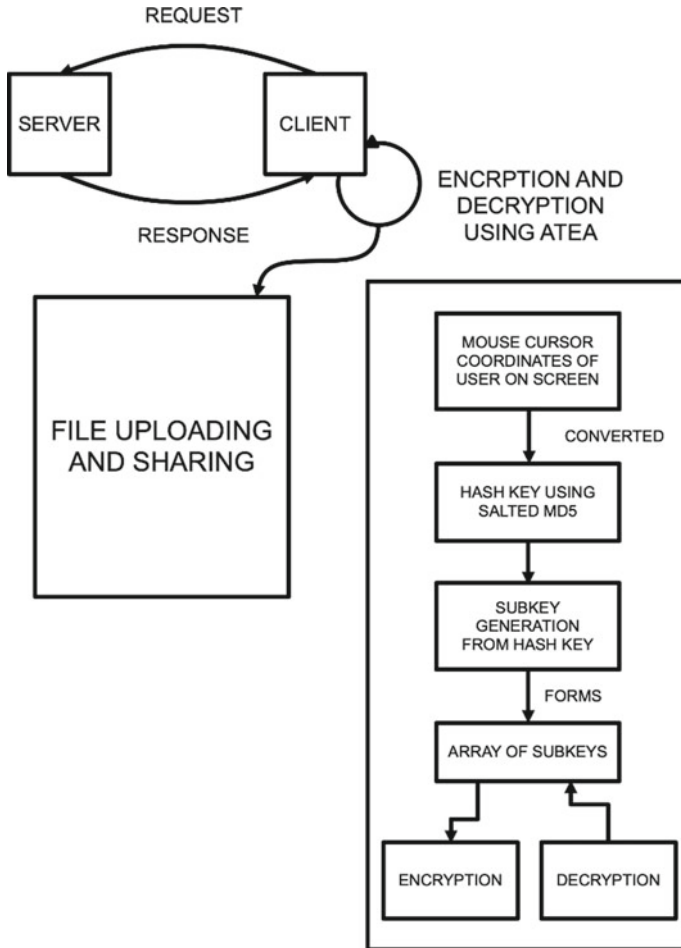 REQUEST
SERVER
CLIENT
RESPONSE
ENCRPTION AND
DECRYPTION
USING ATEA
FILE UPLOADING
AND SHARING
MOUSE CURSOR
COORDINATES OF
USER ON SCREEN
CONVERTED
HASH KEY USING
SALTED MD5
SUBKEY
GENERATION
FROM HASH KEY
FORMS
ARRAY OF SUBKEYS
ENCRYPTION
DECRYPTION